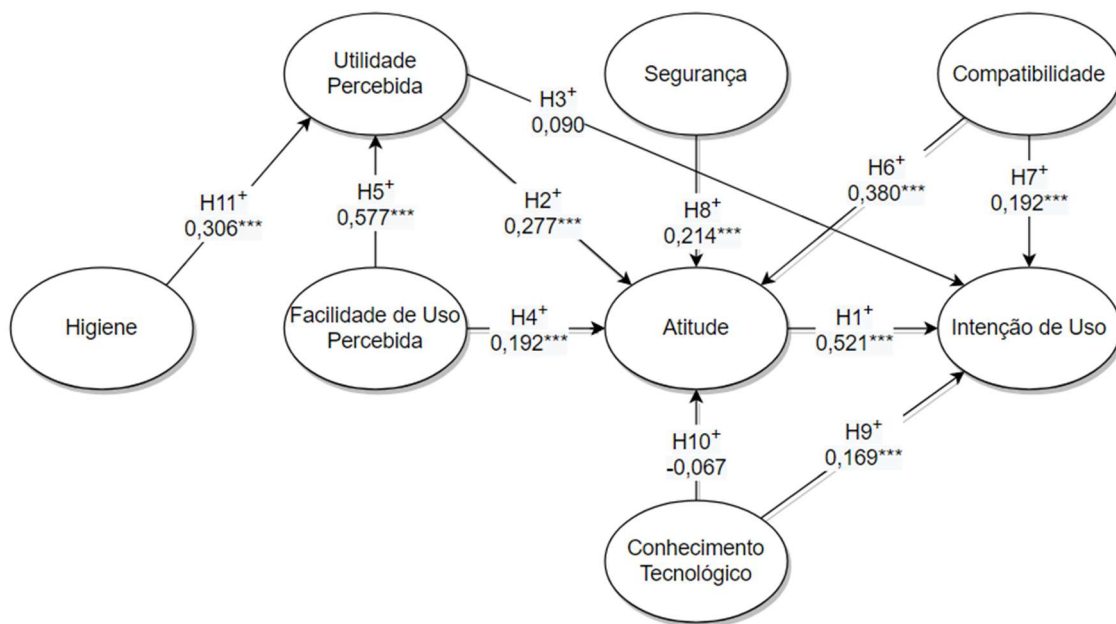 Utilidade
Percebida
Segurança
Compatibilidade
H3+
0,090
H11+
0,306***
H5+
0,577***
H2+
0,277***
H8+
0,214***
H6+
0,380***
H7+
0,192***
Higiene
Facilidade de Uso
Percebida
H4+
0,192***
Atitude
H1+
0,521***
Intenção de Uso
H10+
-0,067
H9+
0,169***
Conhecimento
Tecnológico